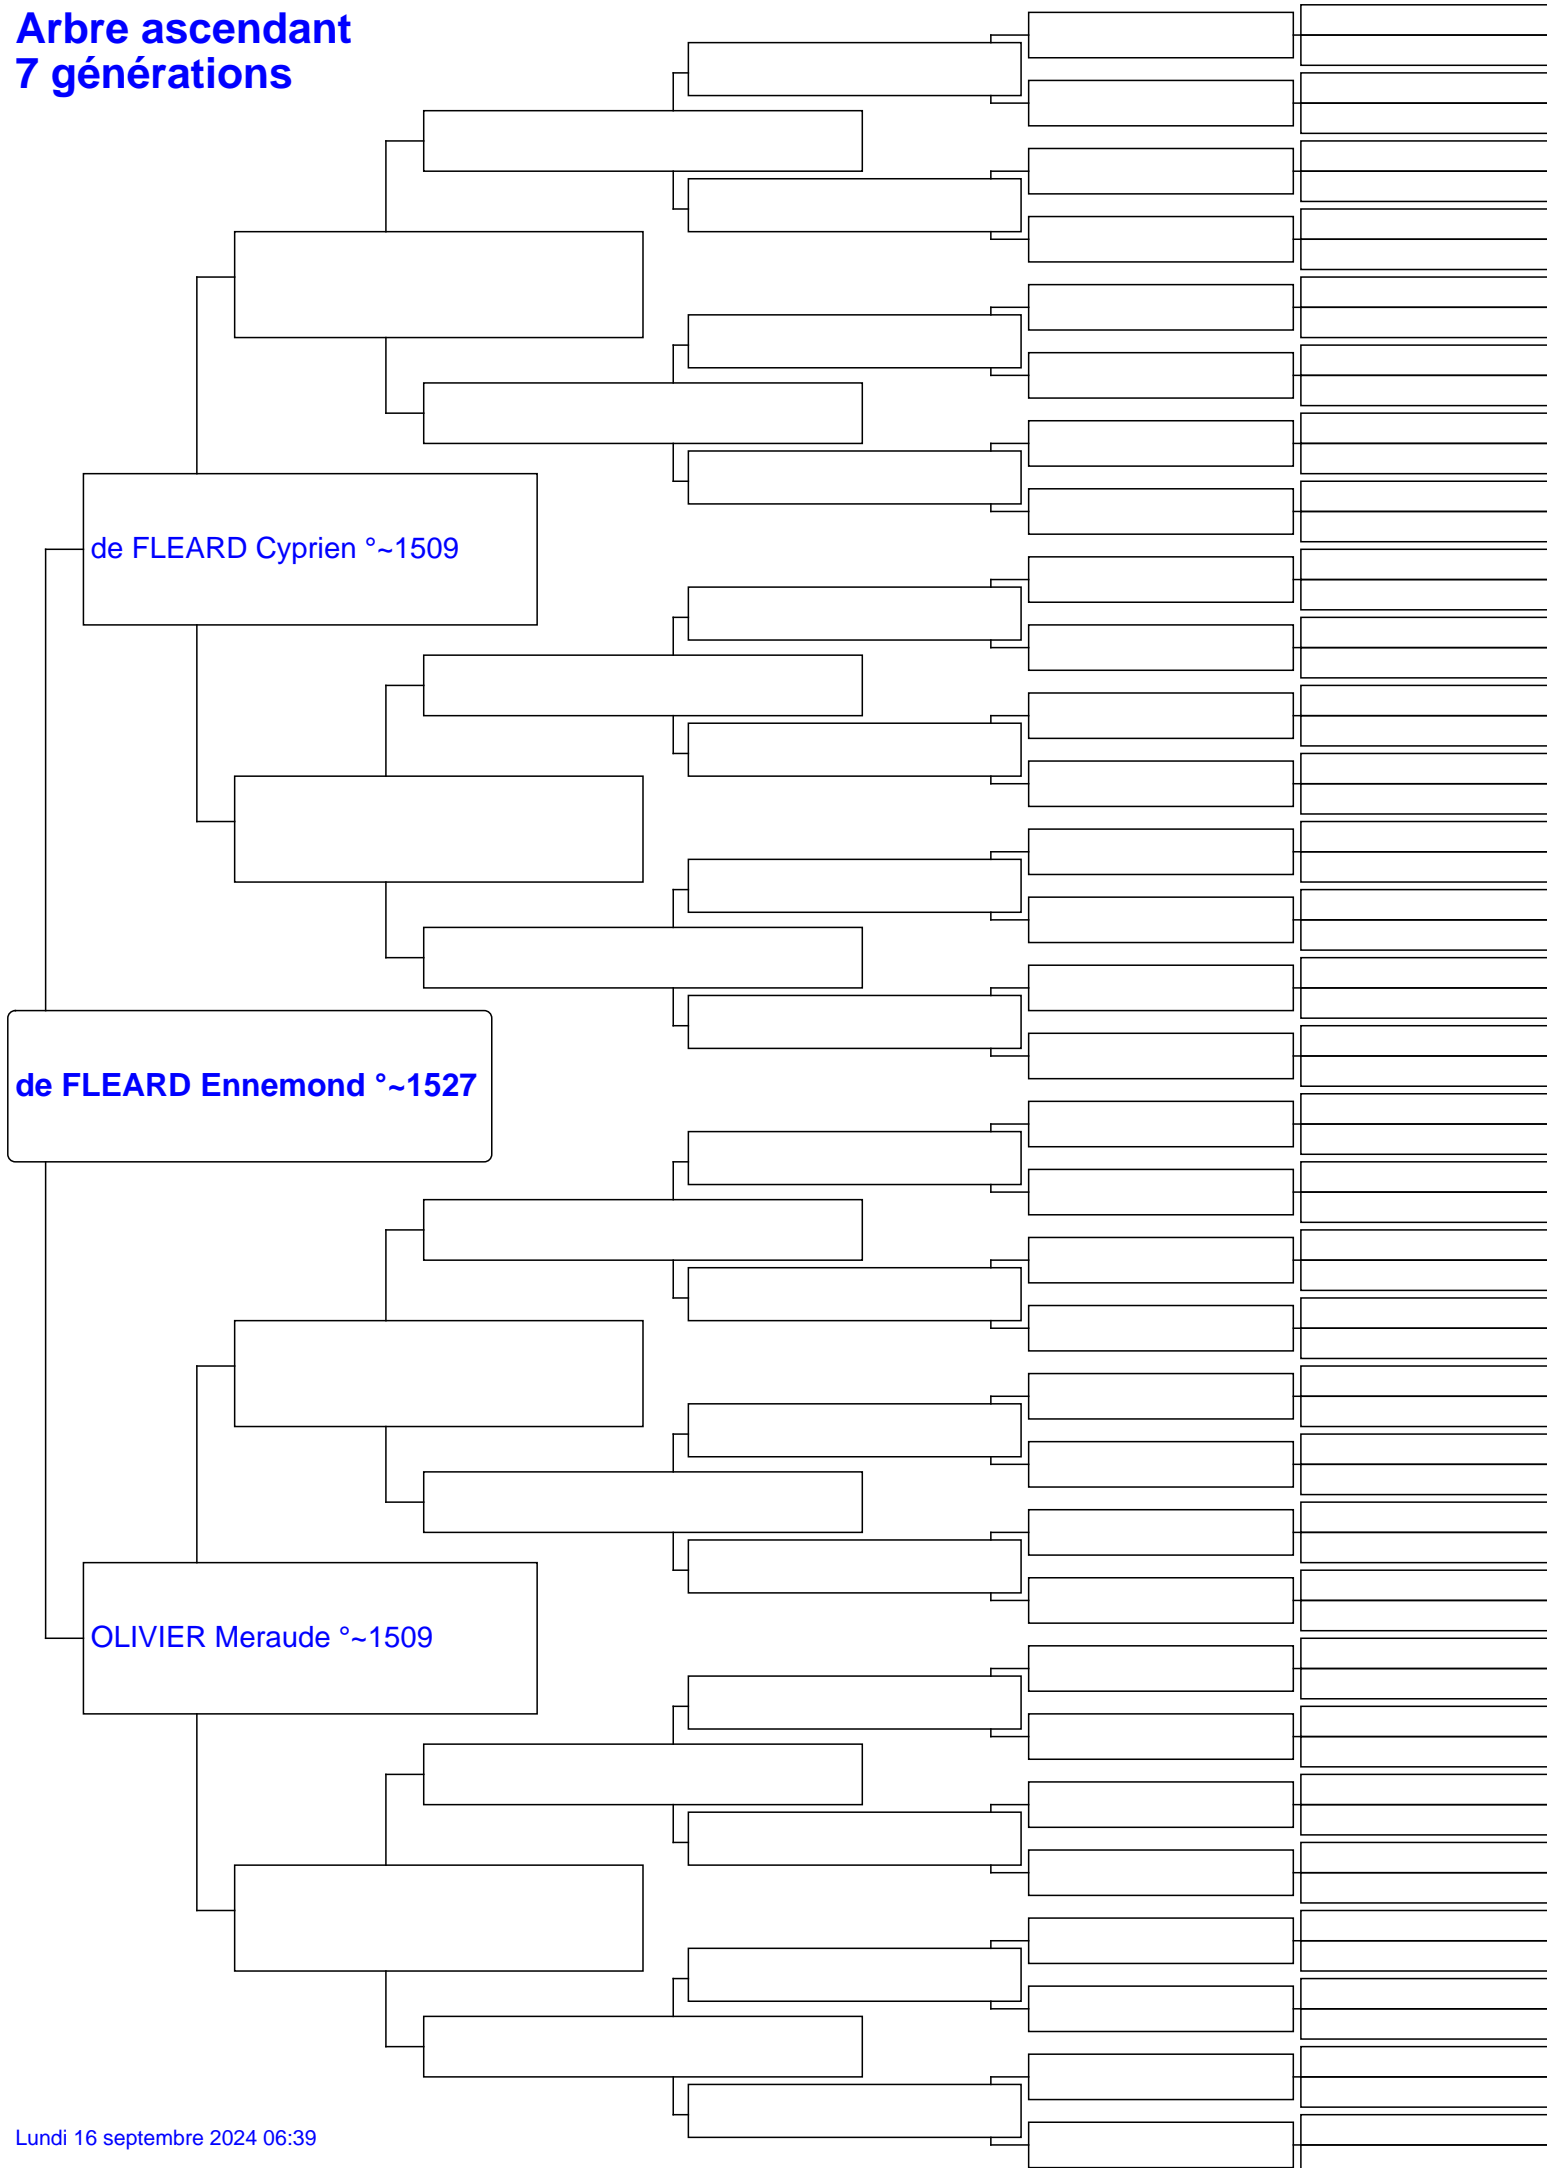 Arbre ascendant
7 générations
de FLEARD Cyprien °~1509
de FLEARD Ennemond °~1527
OLIVIER Meraude °~1509
Lundi 16 septembre 2024 06:39